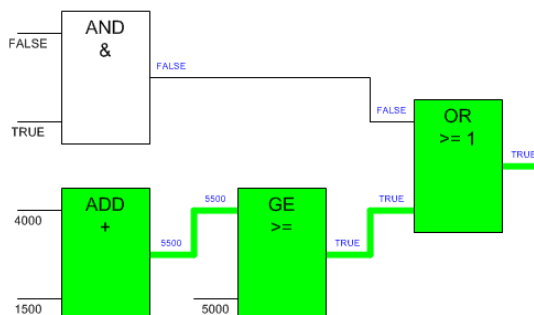 AND
&
FALSE
FALSE
TRUE
FALSE
OR
>= 1
TRUE
ADD
+
4000
5500
5500
1500
GE
>=
TRUE
TRUE
5000